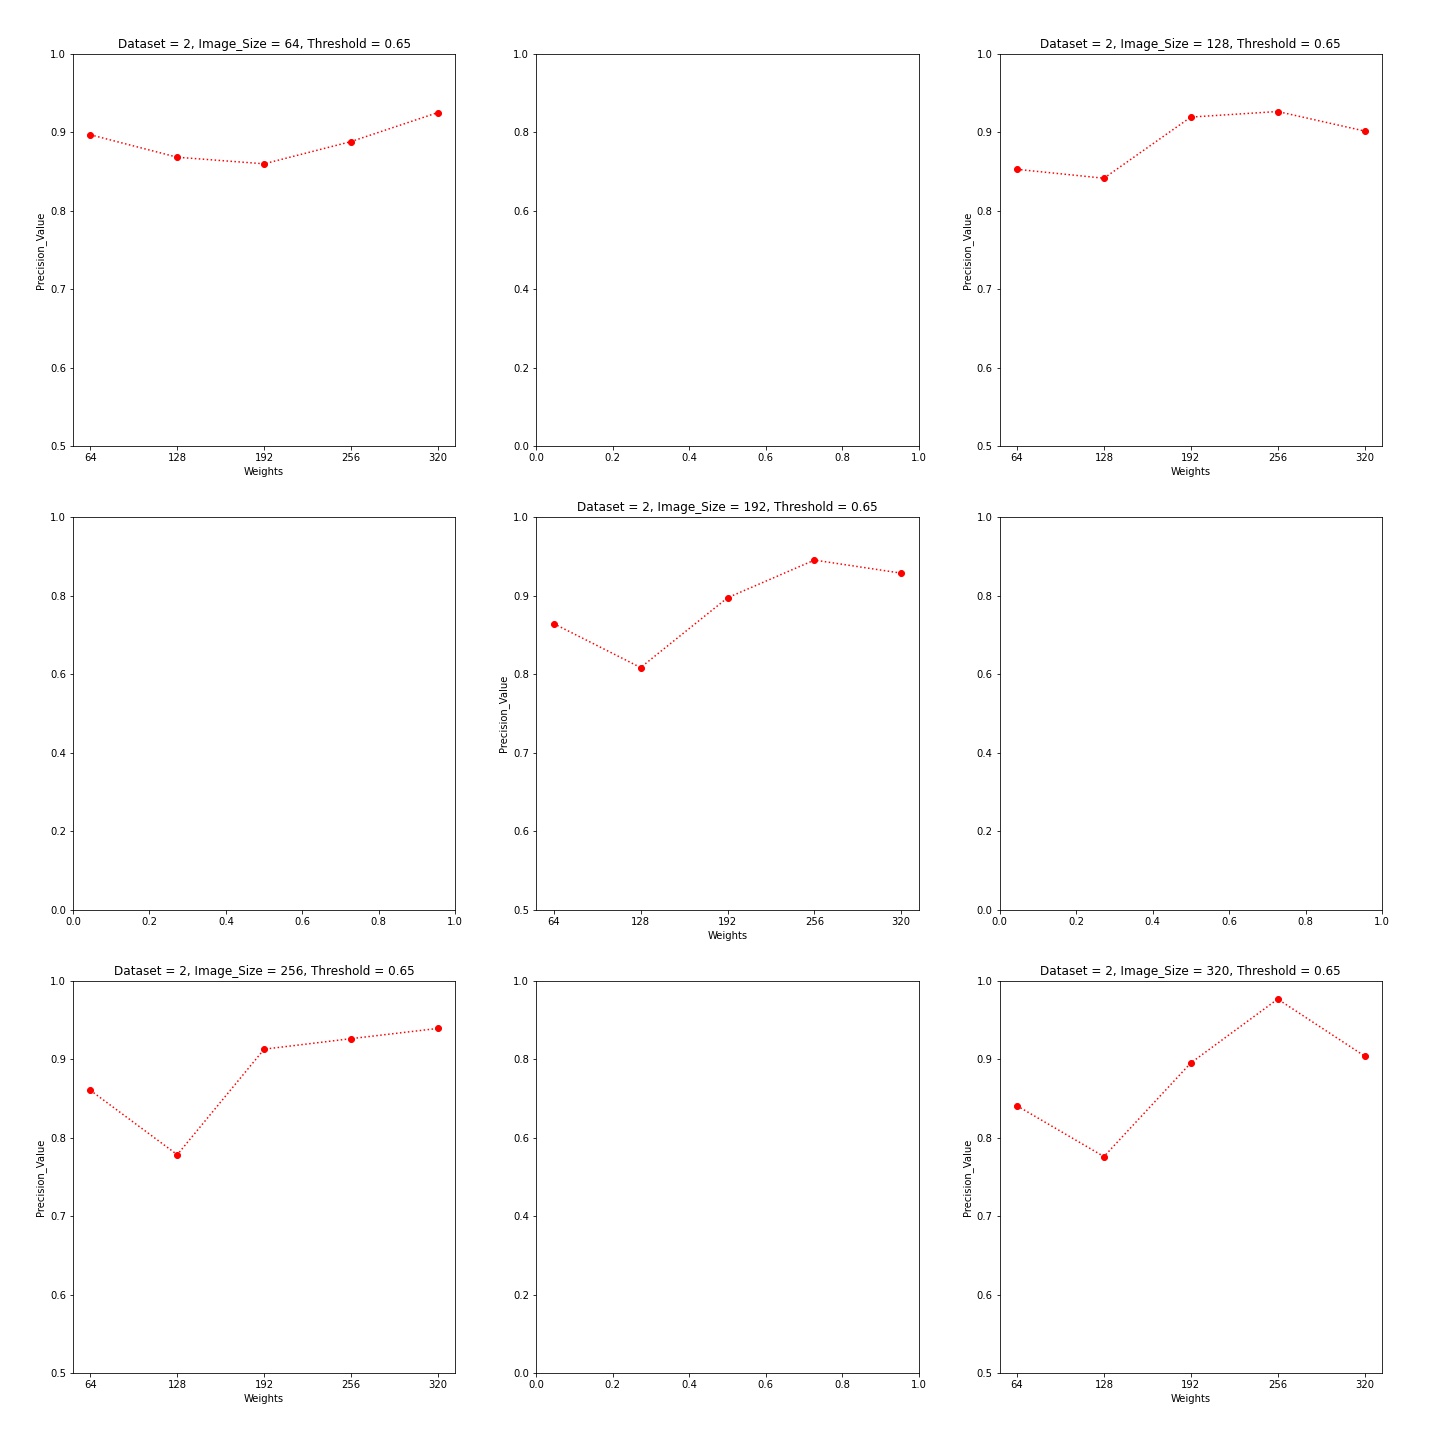 Dataset = 2, Image_Size = 64, Threshold = 0.65
1.0
0.9
0.8
0.7
0.6
0.5
Precision_Value
64 128 192 256 320
Weights
1.0
0.8
0.6
0.4
0.2
0.0
0.0 0.2 0.4 0.6 0.8 1.0
Dataset = 2, Image_Size = 128, Threshold = 0.65
1.0
0.9
0.8
0.7
0.6
0.5
Precision_Value
64 128 192 256 320
Weights
1.0
0.8
0.6
0.4
0.2
0.0
0.0 0.2 0.4 0.6 0.8 1.0
Dataset = 2, Image_Size = 192, Threshold = 0.65
1.0
0.9
0.8
0.7
0.6
0.5
Precision_Value
64 128 192 256 320
Weights
1.0
0.8
0.6
0.4
0.2
0.0
0.0 0.2 0.4 0.6 0.8 1.0
Dataset = 2, Image_Size = 256, Threshold = 0.65
1.0
0.9
0.8
0.7
0.6
0.5
Precision_Value
64 128 192 256 320
Weights
1.0
0.8
0.6
0.4
0.2
0.0
0.0 0.2 0.4 0.6 0.8 1.0
Dataset = 2, Image_Size = 320, Threshold = 0.65
1.0
0.9
0.8
0.7
0.6
0.5
Precision_Value
64 128 192 256 320
Weights